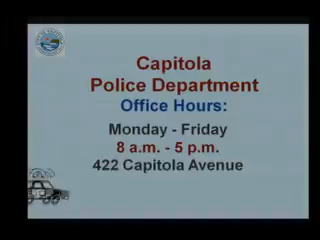 Capitola
Police Department
Office Hours:
Monday - Friday
8 a.m. - 5 p.m.
422 Capitola Avenue